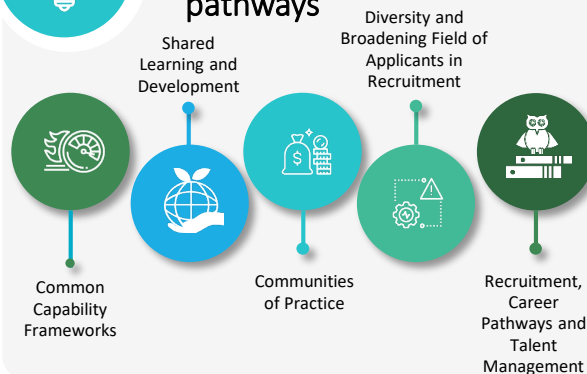 pathways
Shared
Learning and
Development
Diversity and
Broadening Field of
Applicants in
Recruitment
$
Common
Capability
Frameworks
Communities
of Practice
Recruitment,
Career
Pathways and
Talent
Management